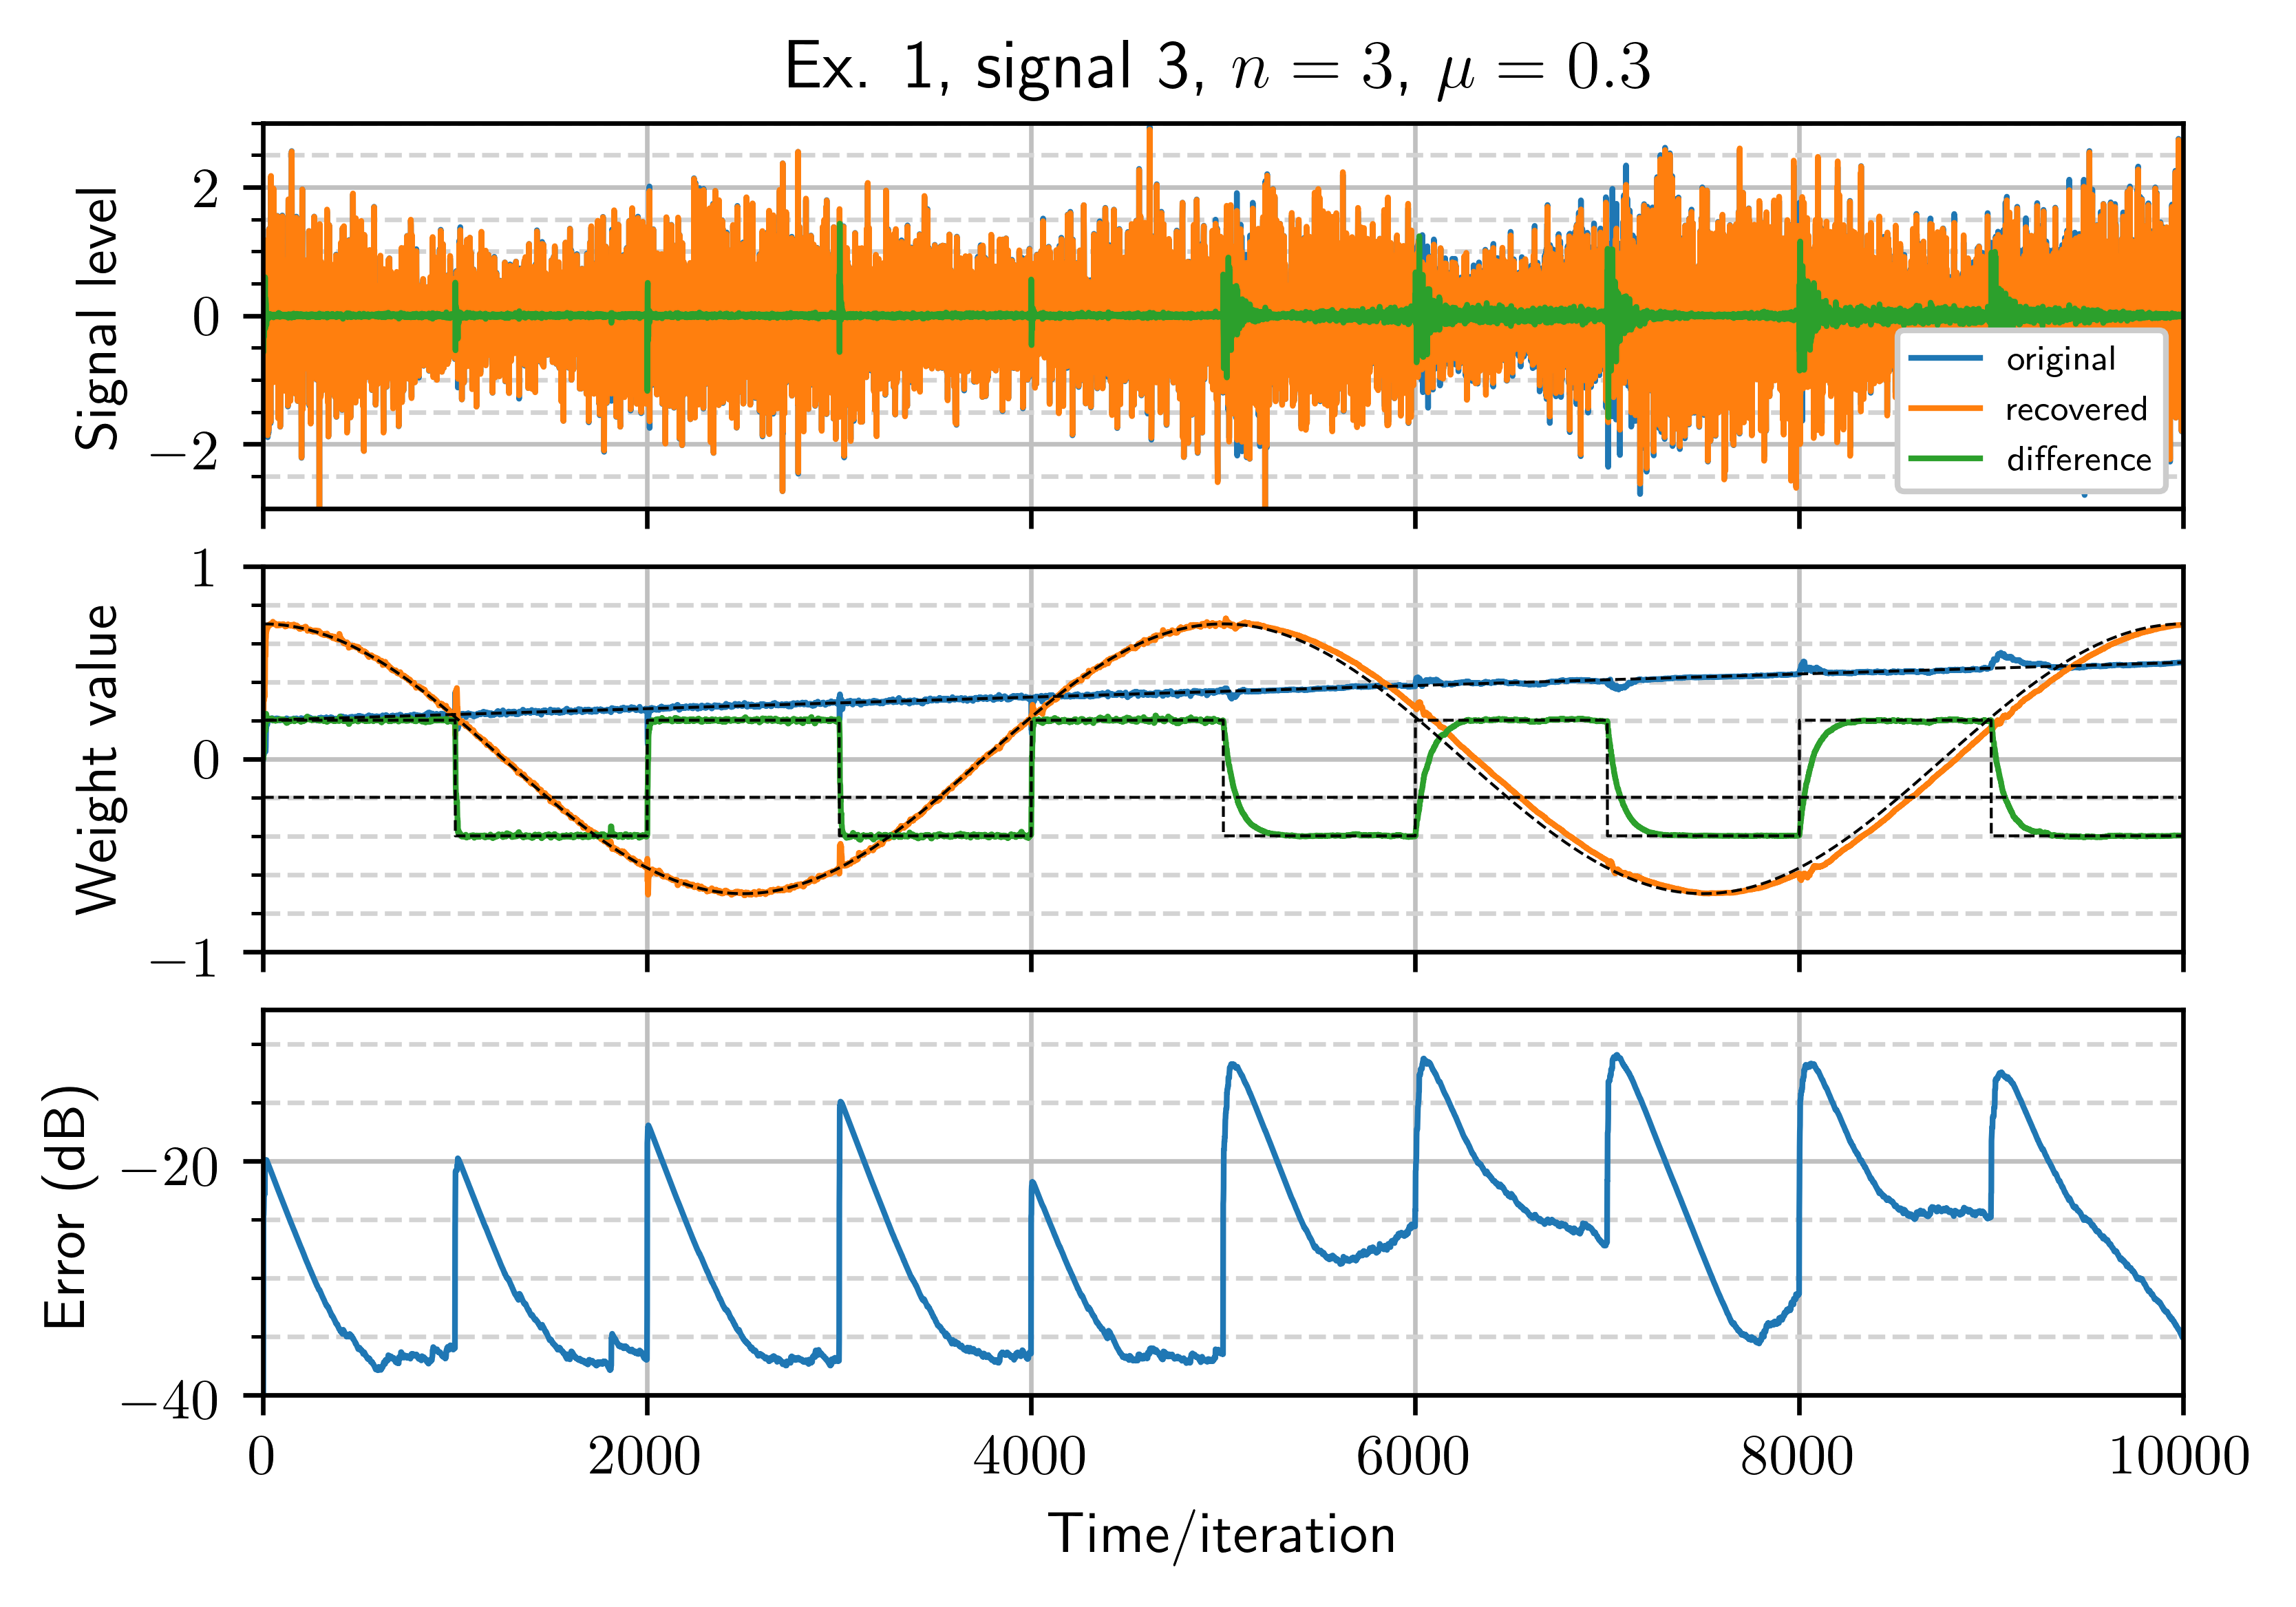 Ex. 1, signal 3, n = 3, μ = 0.3
Signal level
2
0
−2
original
recovered
difference
Weight value
1
0
−1
Error (dB)
−20
−40
0 2000 4000 6000 8000 10000
Time/iteration